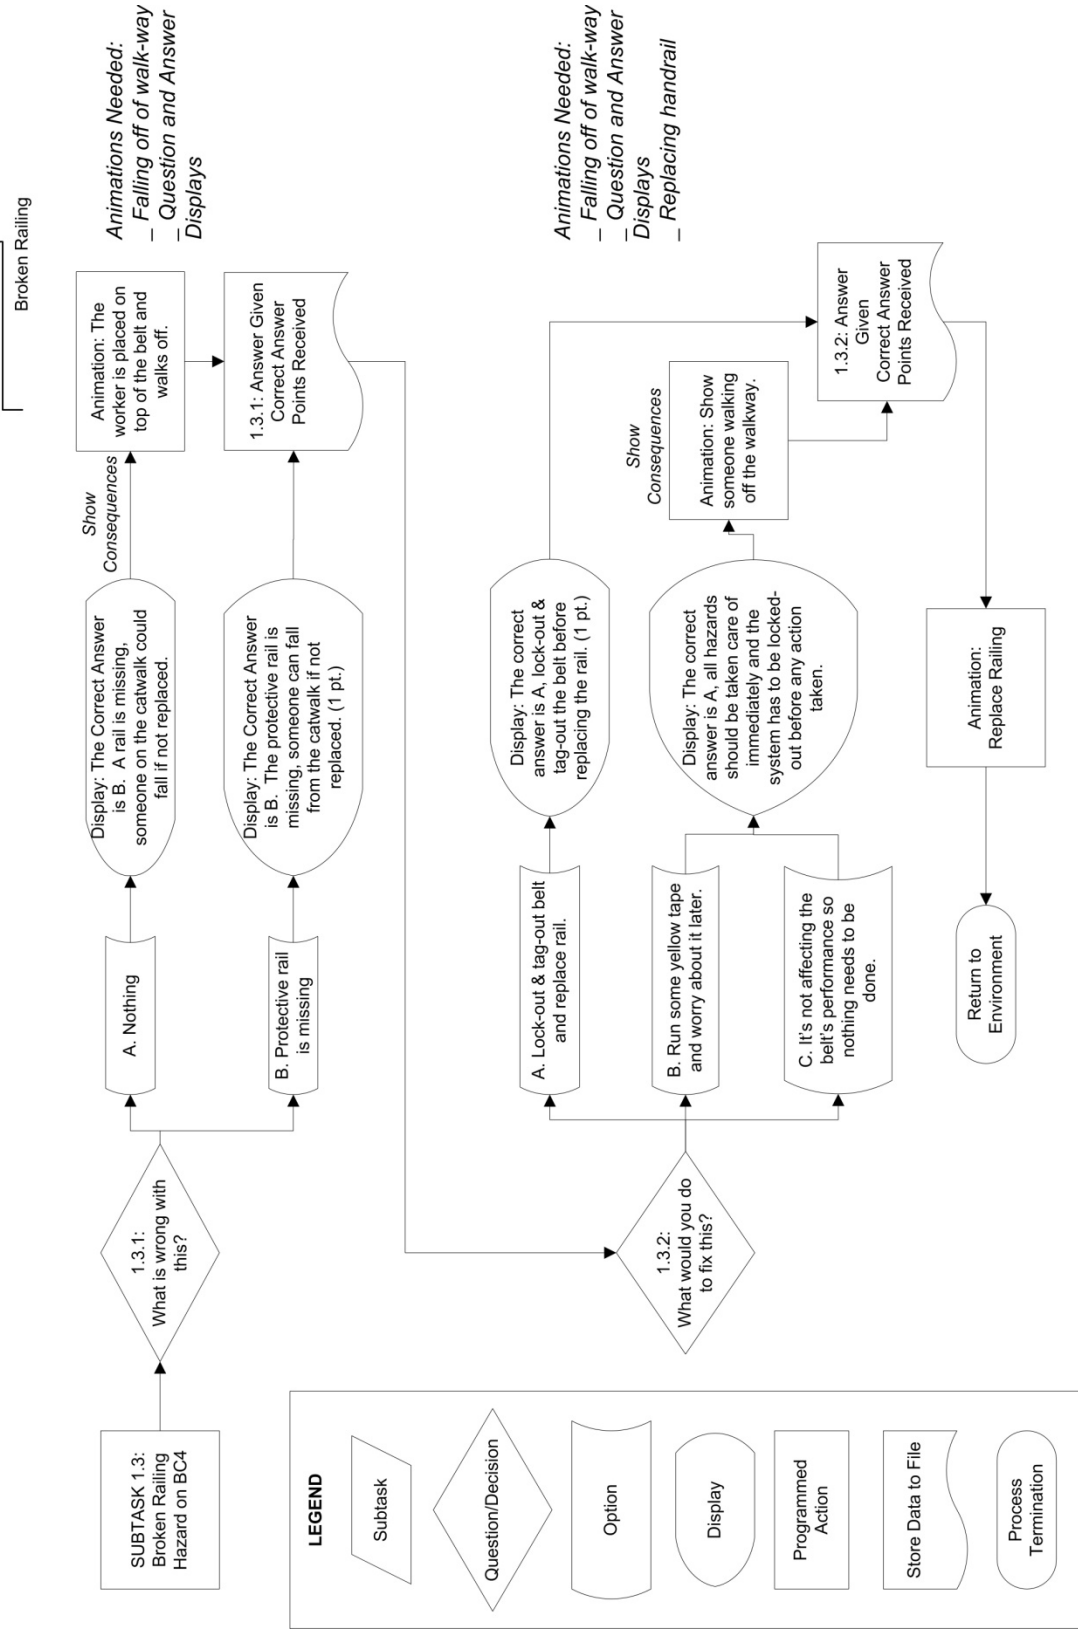 Broken Railing
SUBTASK 1.3:
Broken Railing
Hazard on BC4
1.3.1:
What is wrong with
this?
A. Nothing
B. Protective rail
is missing
Display: The Correct Answer
is B.  A rail is missing,
someone on the catwalk could
fall if not replaced.
Display: The Correct Answer
is B.  The protective rail is
missing, someone can fall
from the catwalk if not
replaced. (1 pt.)
Show
Consequences
Animation: The
worker is placed on
top of the belt and
walks off.
1.3.1: Answer Given
Correct Answer
Points Received
Animations Needed:
_ Falling off of walk-way
_ Question and Answer
Displays
1.3.2:
What would you do
to fix this?
A. Lock-out & tag-out belt
and replace rail.
B. Run some yellow tape
and worry about it later.
C. It's not affecting the
belt's performance so
nothing needs to be
done.
Display: The correct
answer is A, lock-out &
tag-out the belt before
replacing the rail. (1 pt.)
Display: The correct
answer is A, all hazards
should be taken care of
immediately and the
system has to be locked-
out before any action
taken.
Show
Consequences
Animation: Show
someone walking
off the walkway.
1.3.2: Answer
Given
Correct Answer
Points Received
Animations Needed:
_ Falling off of walk-way
_ Question and Answer
Displays
_ Replacing handrail
Animation:
Replace Railing
Return to
Environment
LEGEND
Subtask
Question/Decision
Option
Display
Programmed
Action
Store Data to File
Process
Termination